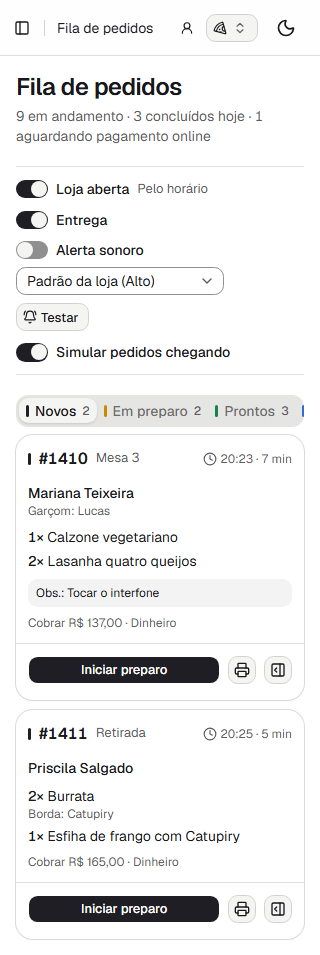 Fila de pedidos
Fila de pedidos
9 em andamento · 3 concluídos hoje · 1
aguardando pagamento online
Loja aberta Pelo horário
Entrega
Alerta sonoro
Padrão da loja (Alto)
Testar
Simular pedidos chegando
Novos 2 Em preparo 2 Prontos 3
#1410 Mesa 3 20:23 · 7 min
Mariana Teixeira
Garçom: Lucas
1× Calzone vegetariano
2× Lasanha quatro queijos
Obs.: Tocar o interfone
Cobrar R$ 137,00 · Dinheiro
Iniciar preparo
#1411 Retirada 20:25 · 5 min
Priscila Salgado
2× Burrata
Borda: Catupiry
1× Esfiha de frango com Catupiry
Cobrar R$ 165,00 · Dinheiro
Iniciar preparo